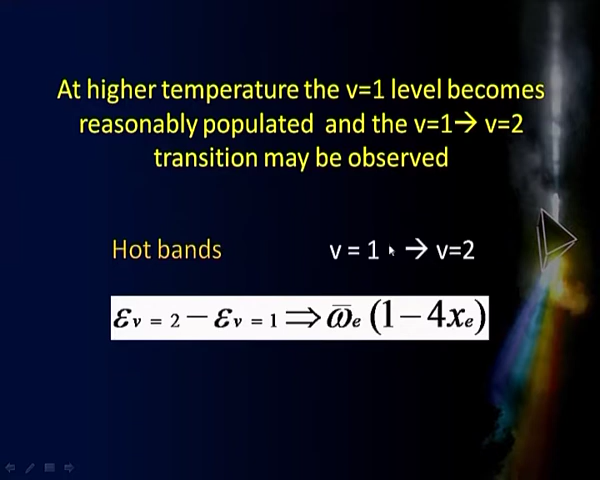 At higher temperature the v=1 level becomes
reasonably populated and the v=1→ v=2
transition may be observed
Hot bands v = 1 → v=2
εv = 2 − εv = 1 ⇒ ω̅e (1−4xe)